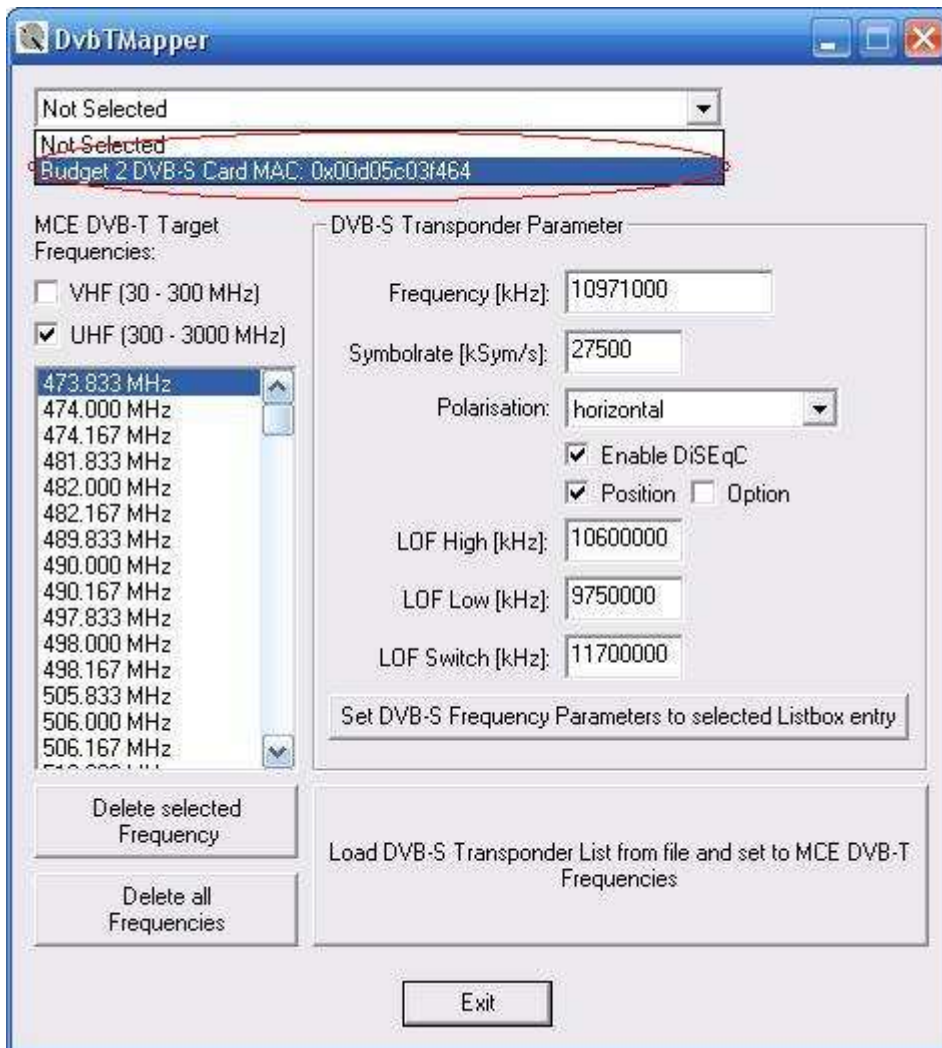 DvbTMapper
Not Selected
Not Selected
Budget 2 DVB-S Card MAC: 0x00d05c03f464
MCE DVB-T Target
Frequencies:
VHF (30 - 300 MHz)
UHF (300 - 3000 MHz)
473.833 MHz
474.000 MHz
474.167 MHz
481.833 MHz
482.000 MHz
482.167 MHz
489.833 MHz
490.000 MHz
490.167 MHz
497.833 MHz
498.000 MHz
498.167 MHz
505.833 MHz
506.000 MHz
506.167 MHz
Delete selected
Frequency
Delete all
Frequencies
DVB-S Transponder Parameter
Frequency [kHz]: 10971000
Symbolrate [kSym/s]: 27500
Polarisation: horizontal
Enable DiSEqC
Position Option
LOF High [kHz]: 10600000
LOF Low [kHz]: 9750000
LOF Switch [kHz]: 11700000
Set DVB-S Frequency Parameters to selected Listbox entry
Load DVB-S Transponder List from file and set to MCE DVB-T
Frequencies
Exit